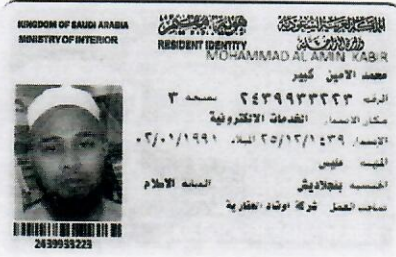 KINGDOM OF SAUDI ARABIA
MINISTRY OF INTERIOR
هوية مقيم
RESIDENT IDENTITY
المملكة العربية السعودية
وزارة الداخلية
MOHAMMAD AL AMIN KABIR
محمد الامين كبير
الرقم ٢٤٣٩٩٣٣٢٢٣ نسخة ٣
مكان الاصدار الخدمات الالكترونية
الاصدار ٢٥/١٢/١٤٣٩ الميلاد ٠٢/٠١/١٩٩١
المهنة مليس
الجنسية بنجلاديش الديانة الاسلام
صاحب العمل شركة اوتاد العقارية
2439933223